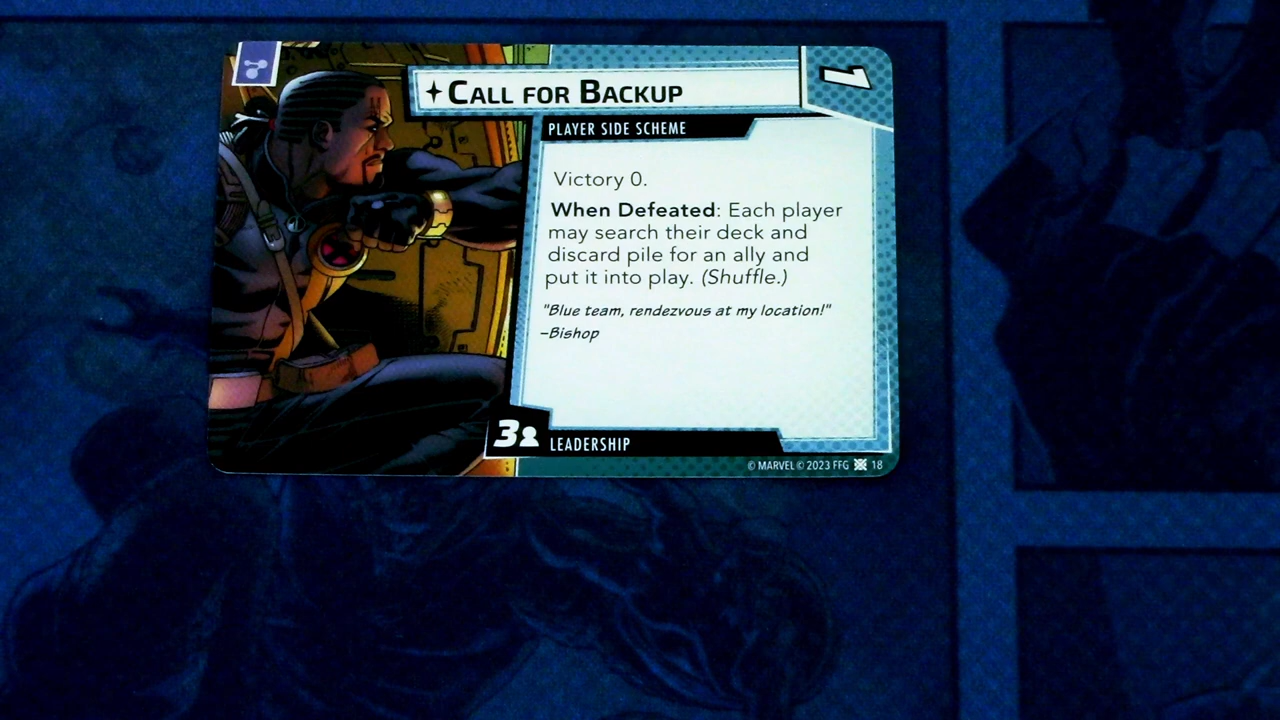 CALL FOR BACKUP
1
PLAYER SIDE SCHEME
Victory 0.
When Defeated: Each player
may search their deck and
discard pile for an ally and
put it into play. (Shuffle.)
"Blue team, rendezvous at my location!"
–Bishop
3
LEADERSHIP
© MARVEL © 2023 FFG 18